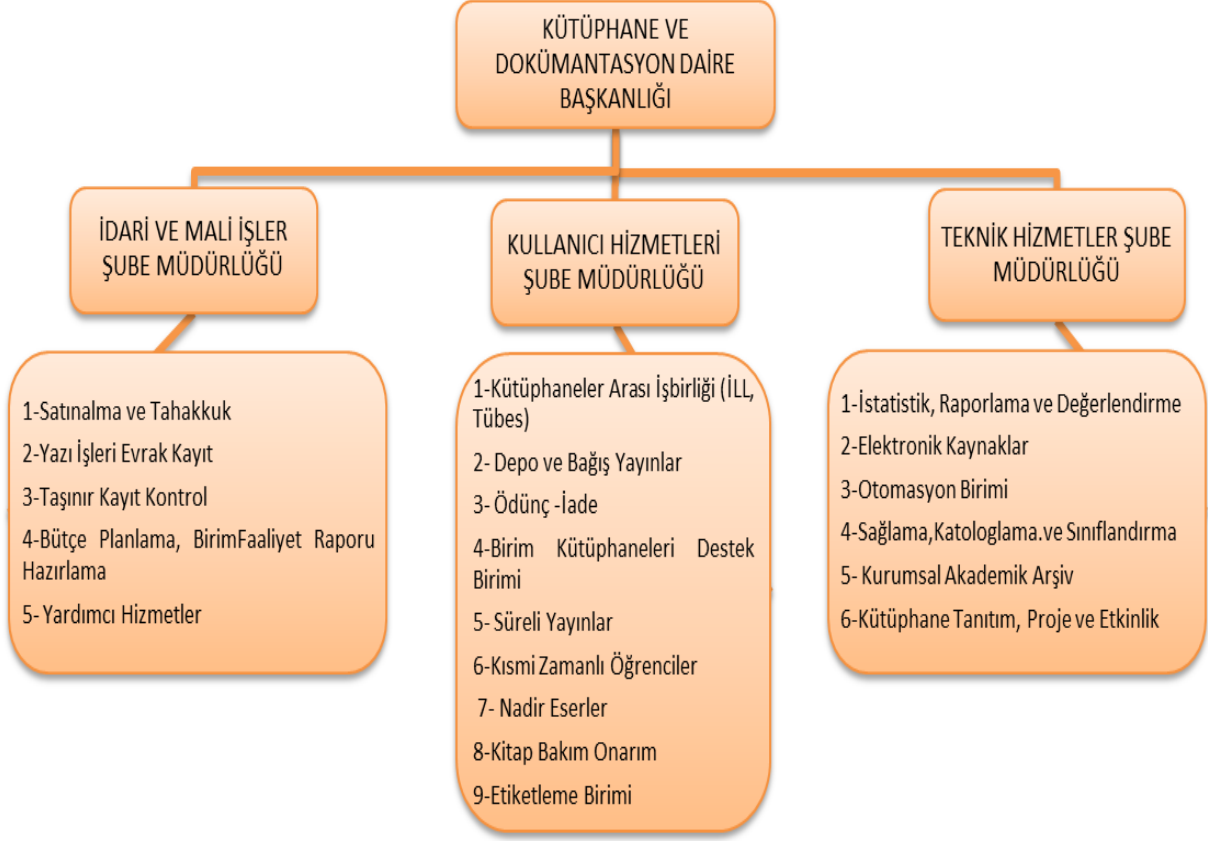 KÜTÜPHANE VE
DOKÜMANTASYON DAİRE
BAŞKANLIĞI
İDARİ VE MALİ İŞLER
ŞUBE MÜDÜRLÜĞÜ
1-Satınalma ve Tahakkuk
2-Yazı İşleri Evrak Kayıt
3-Taşınır Kayıt Kontrol
4-Bütçe Planlama, BirimFaaliyet Raporu
Hazırlama
5- Yardımcı Hizmetler
KULLANICI HİZMETLERİ
ŞUBE MÜDÜRLÜĞÜ
1-Kütüphaneler Arası İşbirliği (İLL,
Tübes)
2- Depo ve Bağış Yayınlar
3- Ödünç -İade
4-Birim Kütüphaneleri Destek
Birimi
5- Süreli Yayınlar
6-Kısmi Zamanlı Öğrenciler
7- Nadir Eserler
8-Kitap Bakım Onarım
9-Etiketleme Birimi
TEKNİK HİZMETLER ŞUBE
MÜDÜRLÜĞÜ
1-İstatistik, Raporlama ve Değerlendirme
2-Elektronik Kaynaklar
3-Otomasyon Birimi
4-Sağlama,Katologlama.ve Sınıflandırma
5- Kurumsal Akademik Arşiv
6-Kütüphane Tanıtım, Proje ve Etkinlik